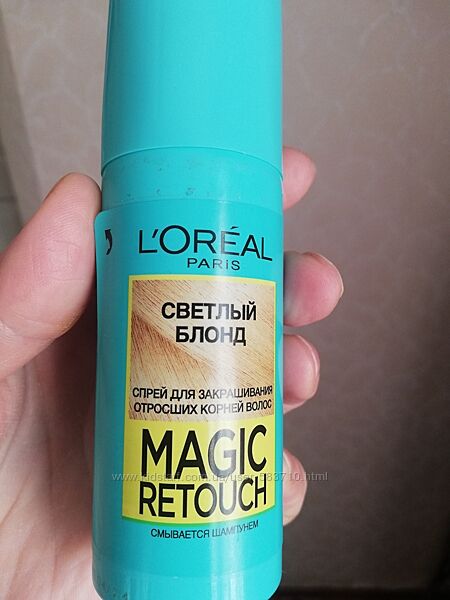 L'ORÉAL
PARIS
СВЕТЛЫЙ
БЛОНД
СПРЕЙ ДЛЯ ЗАКРАШИВАНИЯ
ОТРОСШИХ КОРНЕЙ ВОЛОС
MAGIC
RETOUCH
СМЫВАЕТСЯ ШАМПУНЕМ